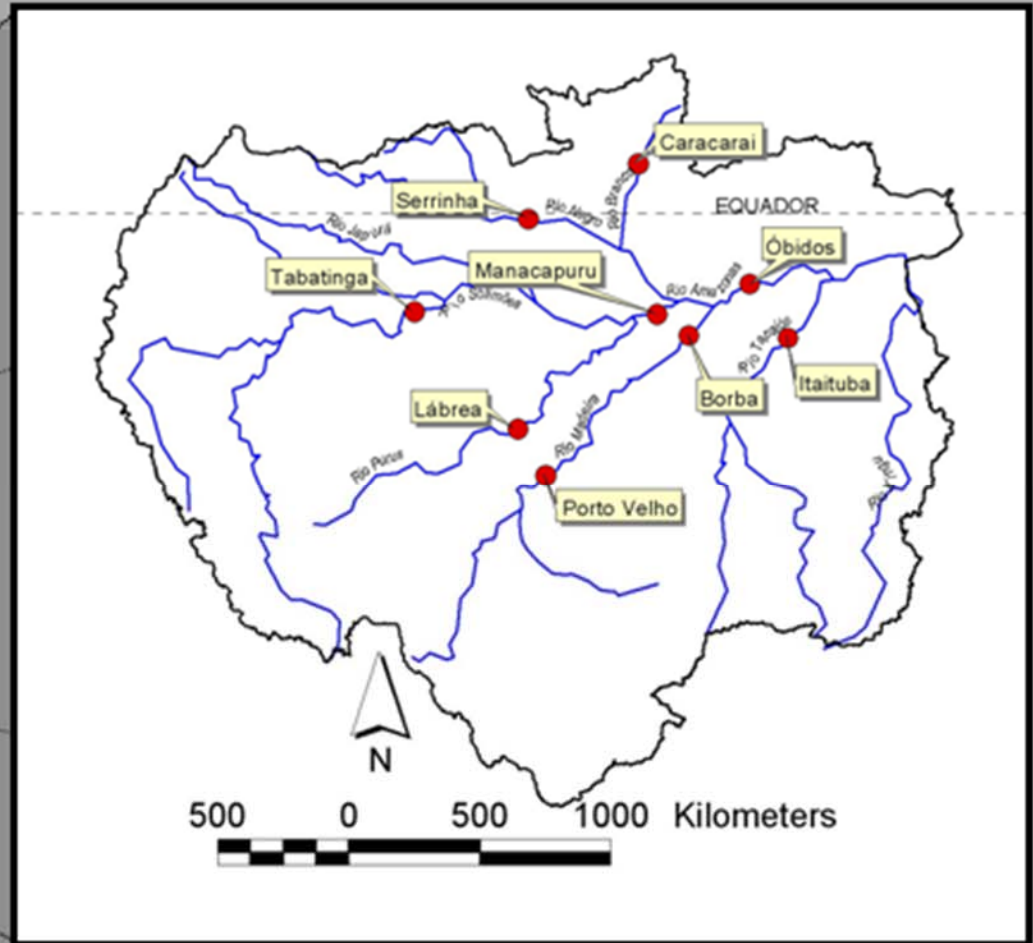 Caracarai
Serrinha
Rio Negro
Rio Branco
EQUADOR
Rio Japurá
Óbidos
Tabatinga
Manacapuru
Rio Amazonas
Rio Solimões
Rio Tapajós
Itaituba
Borba
Lábrea
Rio Madeira
Rio Purus
Rio Xingu
Porto Velho
N
500 0 500 1000 Kilometers